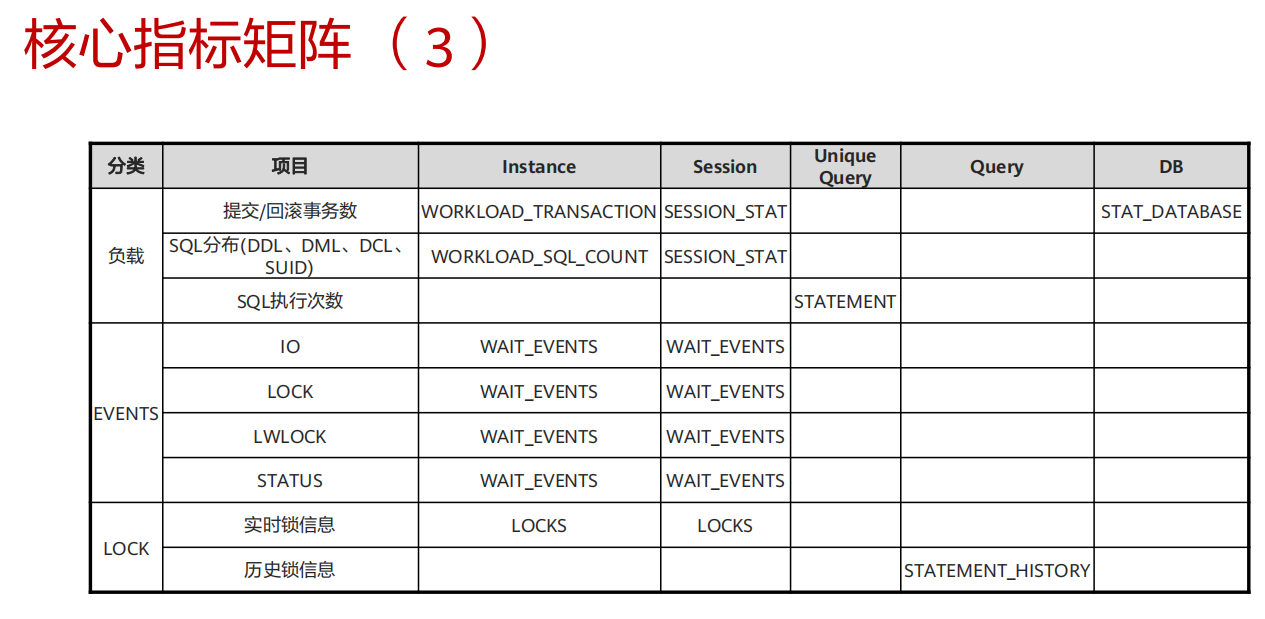 核心指标矩阵（3）
分类 项目 Instance Session Unique Query Query DB
负载
提交/回滚事务数 WORKLOAD_TRANSACTION SESSION_STAT STAT_DATABASE
SQL分布(DDL、DML、DCL、
SUID) WORKLOAD_SQL_COUNT SESSION_STAT
SQL执行次数 STATEMENT
EVENTS
IO WAIT_EVENTS WAIT_EVENTS
LOCK WAIT_EVENTS WAIT_EVENTS
LWLOCK WAIT_EVENTS WAIT_EVENTS
STATUS WAIT_EVENTS WAIT_EVENTS
LOCK
实时锁信息 LOCKS LOCKS
历史锁信息 STATEMENT_HISTORY